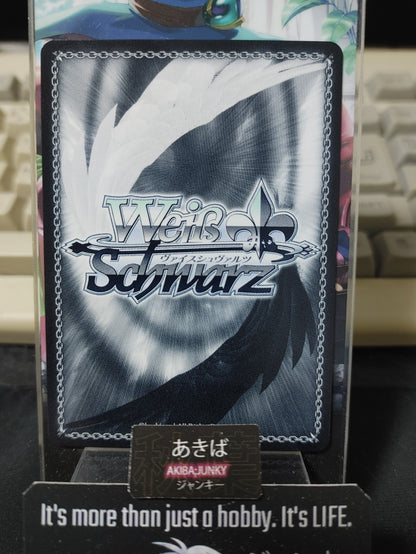 Weiß
Schwarz
ヴァイスシュヴァルツ
あきば
AKIBA-JUNKY
ジャンキー
It's more than just a hobby. It's LIFE.